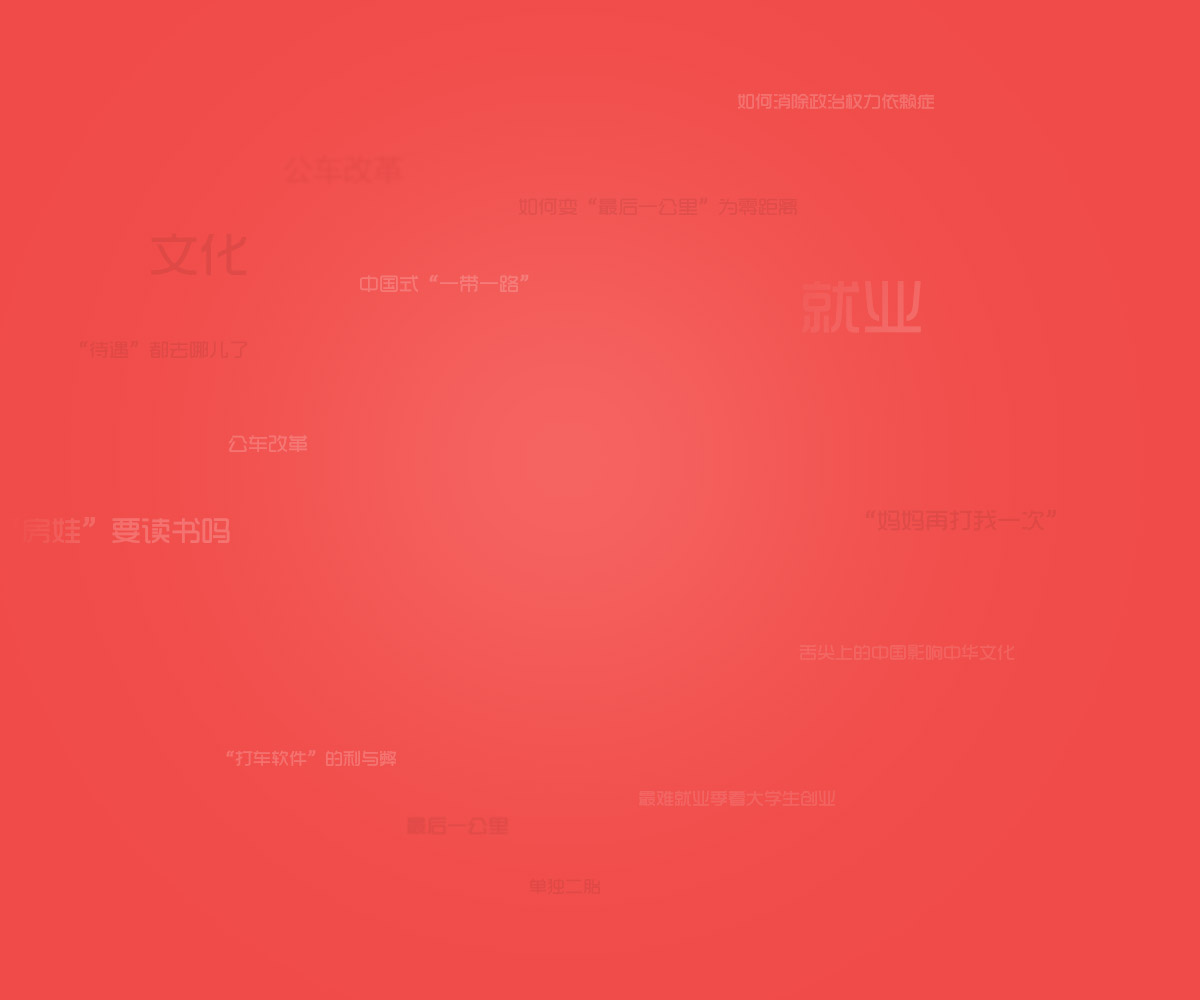 如何消除政治权力依赖症
公车改革
如何变“最后一公里”为零距离
文化
中国式“一带一路”
就业
“待遇”都去哪儿了
公车改革
房娃”要读书吗
“妈妈再打我一次”
舌尖上的中国影响中华文化
“打车软件”的利与弊
最难就业季看大学生创业
最后一公里
单独二胎